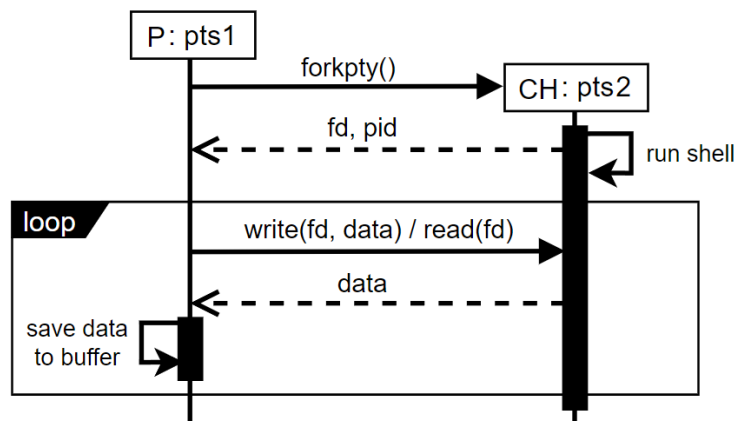 P: pts1
forkpty()
CH: pts2
fd, pid
run shell
loop
write(fd, data) / read(fd)
data
save data
to buffer